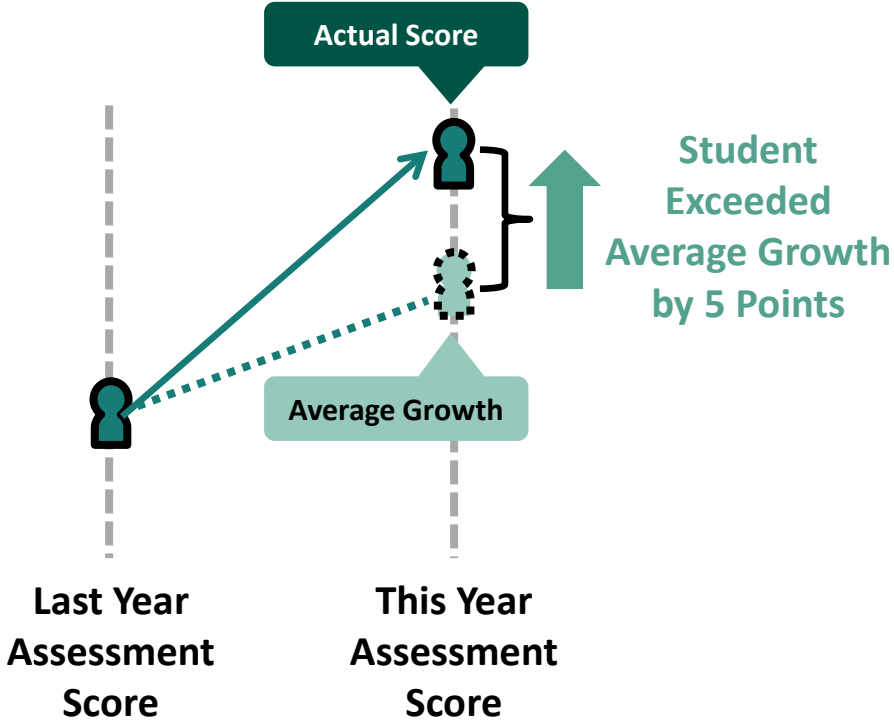 Actual Score
Student
Exceeded
Average Growth
by 5 Points
Average Growth
Last Year
Assessment
Score
This Year
Assessment
Score